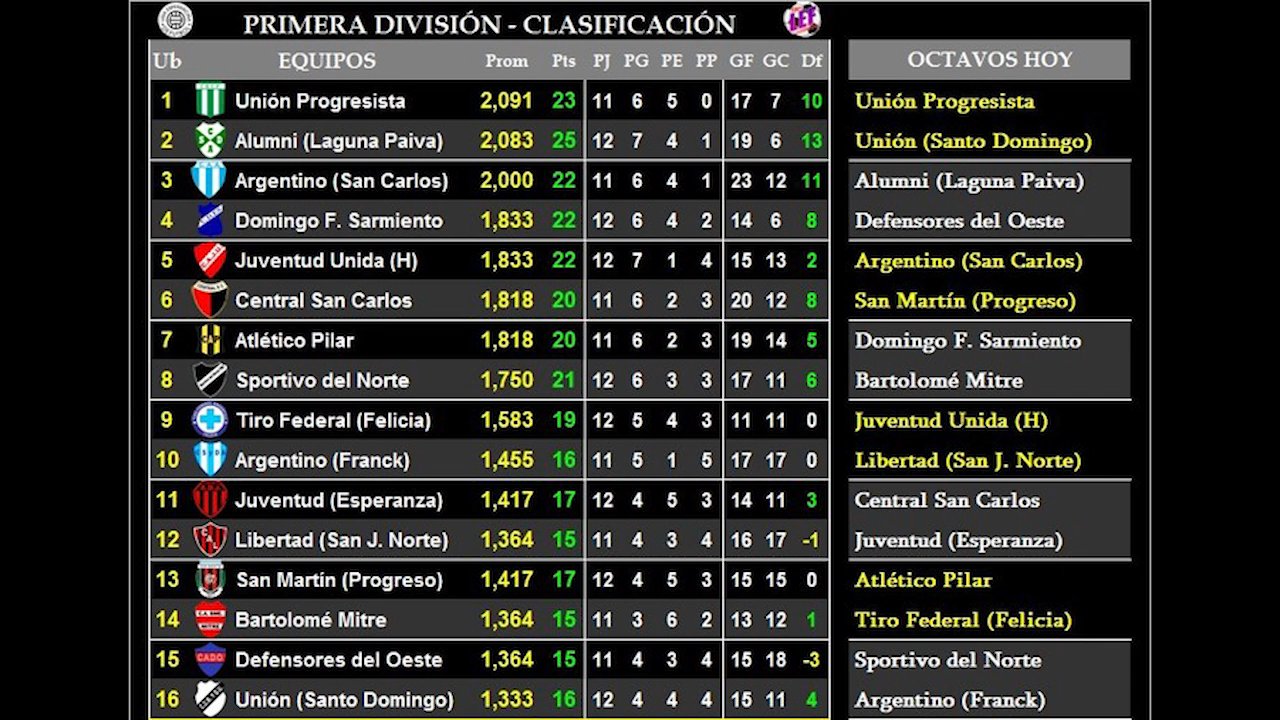 PRIMERA DIVISIÓN - CLASIFICACIÓN
Ub EQUIPOS Prom Pts PJ PG PE PP GF GC Df
1 Unión Progresista 2,091 23 11 6 5 0 17 7 10
2 Alumni (Laguna Paiva) 2,083 25 12 7 4 1 19 6 13
3 Argentino (San Carlos) 2,000 22 11 6 4 1 23 12 11
4 Domingo F. Sarmiento 1,833 22 12 6 4 2 14 6 8
5 Juventud Unida (H) 1,833 22 12 7 1 4 15 13 2
6 Central San Carlos 1,818 20 11 6 2 3 20 12 8
7 Atlético Pilar 1,818 20 11 6 2 3 19 14 5
8 Sportivo del Norte 1,750 21 12 6 3 3 17 11 6
9 Tiro Federal (Felicia) 1,583 19 12 5 4 3 11 11 0
10 Argentino (Franck) 1,455 16 11 5 1 5 17 17 0
11 Juventud (Esperanza) 1,417 17 12 4 5 3 14 11 3
12 Libertad (San J. Norte) 1,364 15 11 4 3 4 16 17 -1
13 San Martín (Progreso) 1,417 17 12 4 5 3 15 15 0
14 Bartolomé Mitre 1,364 15 11 3 6 2 13 12 1
15 Defensores del Oeste 1,364 15 11 4 3 4 15 18 -3
16 Unión (Santo Domingo) 1,333 16 12 4 4 4 15 11 4
OCTAVOS HOY
Unión Progresista
Unión (Santo Domingo)
Alumni (Laguna Paiva)
Defensores del Oeste
Argentino (San Carlos)
San Martín (Progreso)
Domingo F. Sarmiento
Bartolomé Mitre
Juventud Unida (H)
Libertad (San J. Norte)
Central San Carlos
Juventud (Esperanza)
Atlético Pilar
Tiro Federal (Felicia)
Sportivo del Norte
Argentino (Franck)